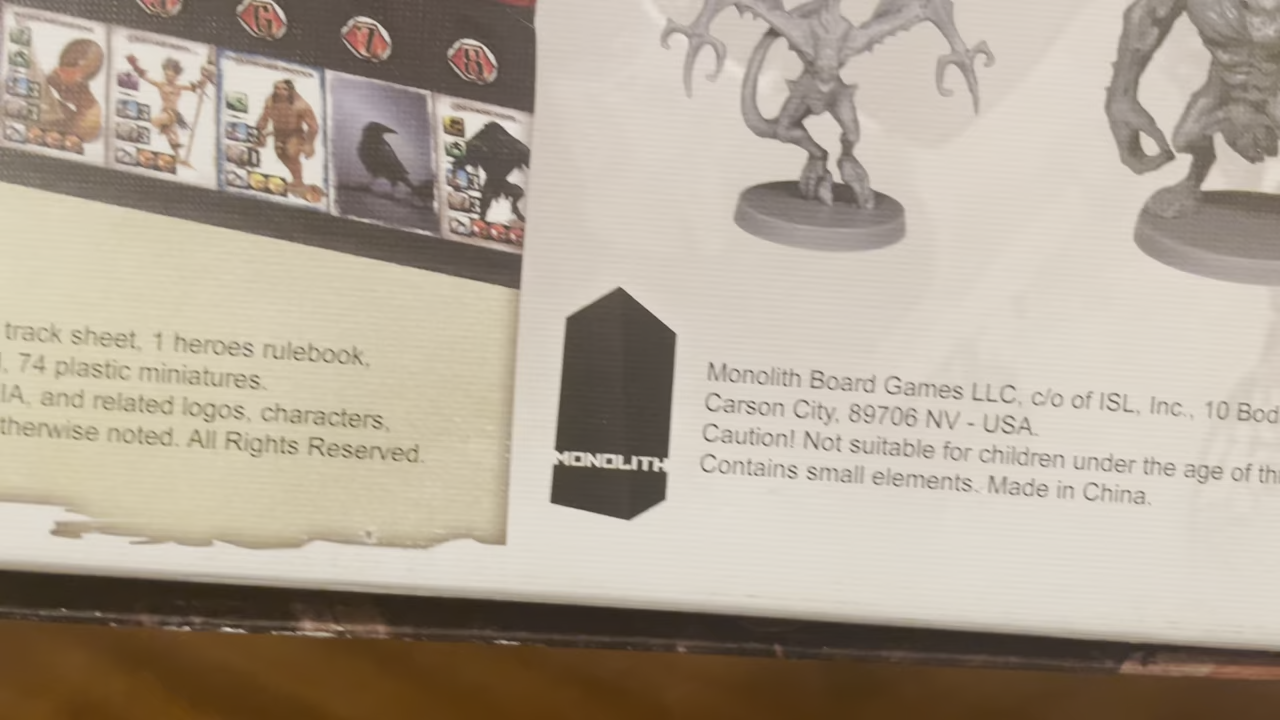 7
8
track sheet, 1 heroes rulebook,
74 plastic miniatures.
IA, and related logos, characters,
therwise noted. All Rights Reserved.
MONOLITH
Monolith Board Games LLC, c/o of ISL, Inc., 10 Bod
Carson City, 89706 NV - USA.
Caution! Not suitable for children under the age of th
Contains small elements. Made in China.